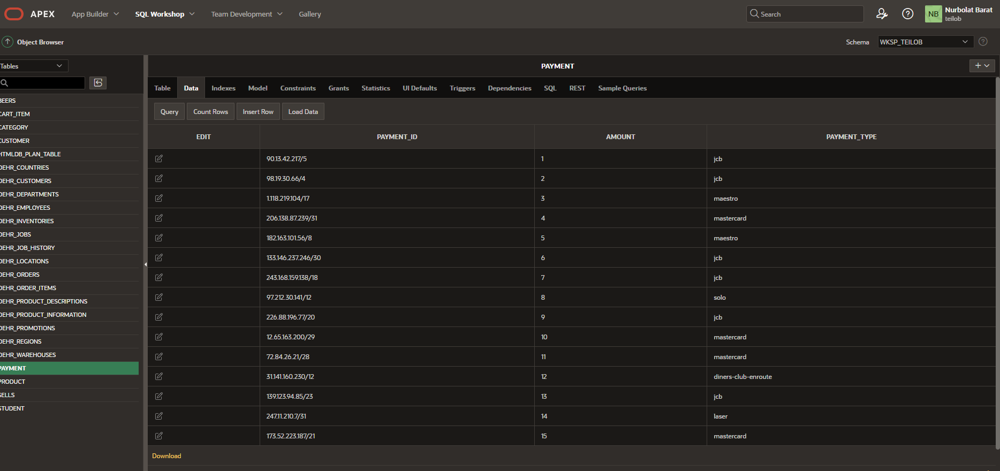 APEX App Builder SQL Workshop Team Development Gallery Search NB Nurbolat Barat
teilob
Object Browser Schema WKSP_TEILOB
Tables
PAYMENT
Table Data Indexes Model Constraints Grants Statistics UI Defaults Triggers Dependencies SQL REST Sample Queries
Query Count Rows Insert Row Load Data
BEERS
CART_ITEM
CATEGORY
CUSTOMER
HTMLDB_PLAN_TABLE
OEHR_COUNTRIES
OEHR_CUSTOMERS
OEHR_DEPARTMENTS
OEHR_EMPLOYEES
OEHR_INVENTORIES
OEHR_JOBS
OEHR_JOB_HISTORY
OEHR_LOCATIONS
OEHR_ORDERS
OEHR_ORDER_ITEMS
OEHR_PRODUCT_DESCRIPTIONS
OEHR_PRODUCT_INFORMATION
OEHR_PROMOTIONS
OEHR_REGIONS
OEHR_WAREHOUSES
PAYMENT
PRODUCT
SELLS
STUDENT
EDIT PAYMENT_ID AMOUNT PAYMENT_TYPE
90.13.42.217/5 1 jcb
98.19.30.66/4 2 jcb
1.118.219.104/17 3 maestro
206.138.87.239/31 4 mastercard
182.163.101.56/8 5 maestro
133.146.237.246/30 6 jcb
243.168.159.138/18 7 jcb
97.212.30.141/12 8 solo
226.88.196.77/20 9 jcb
12.65.163.200/29 10 mastercard
72.84.26.21/28 11 mastercard
31.141.160.230/12 12 diners-club-enroute
139.123.94.85/23 13 jcb
247.11.210.7/31 14 laser
173.52.223.187/21 15 mastercard
Download